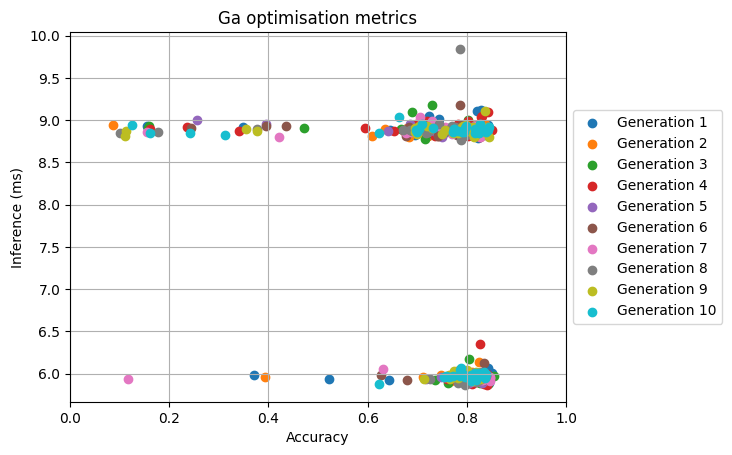 Ga optimisation metrics
10.0
9.5
9.0
8.5
8.0
7.5
7.0
6.5
6.0
Inference (ms)
0.0 0.2 0.4 0.6 0.8 1.0
Accuracy
Generation 1
Generation 2
Generation 3
Generation 4
Generation 5
Generation 6
Generation 7
Generation 8
Generation 9
Generation 10